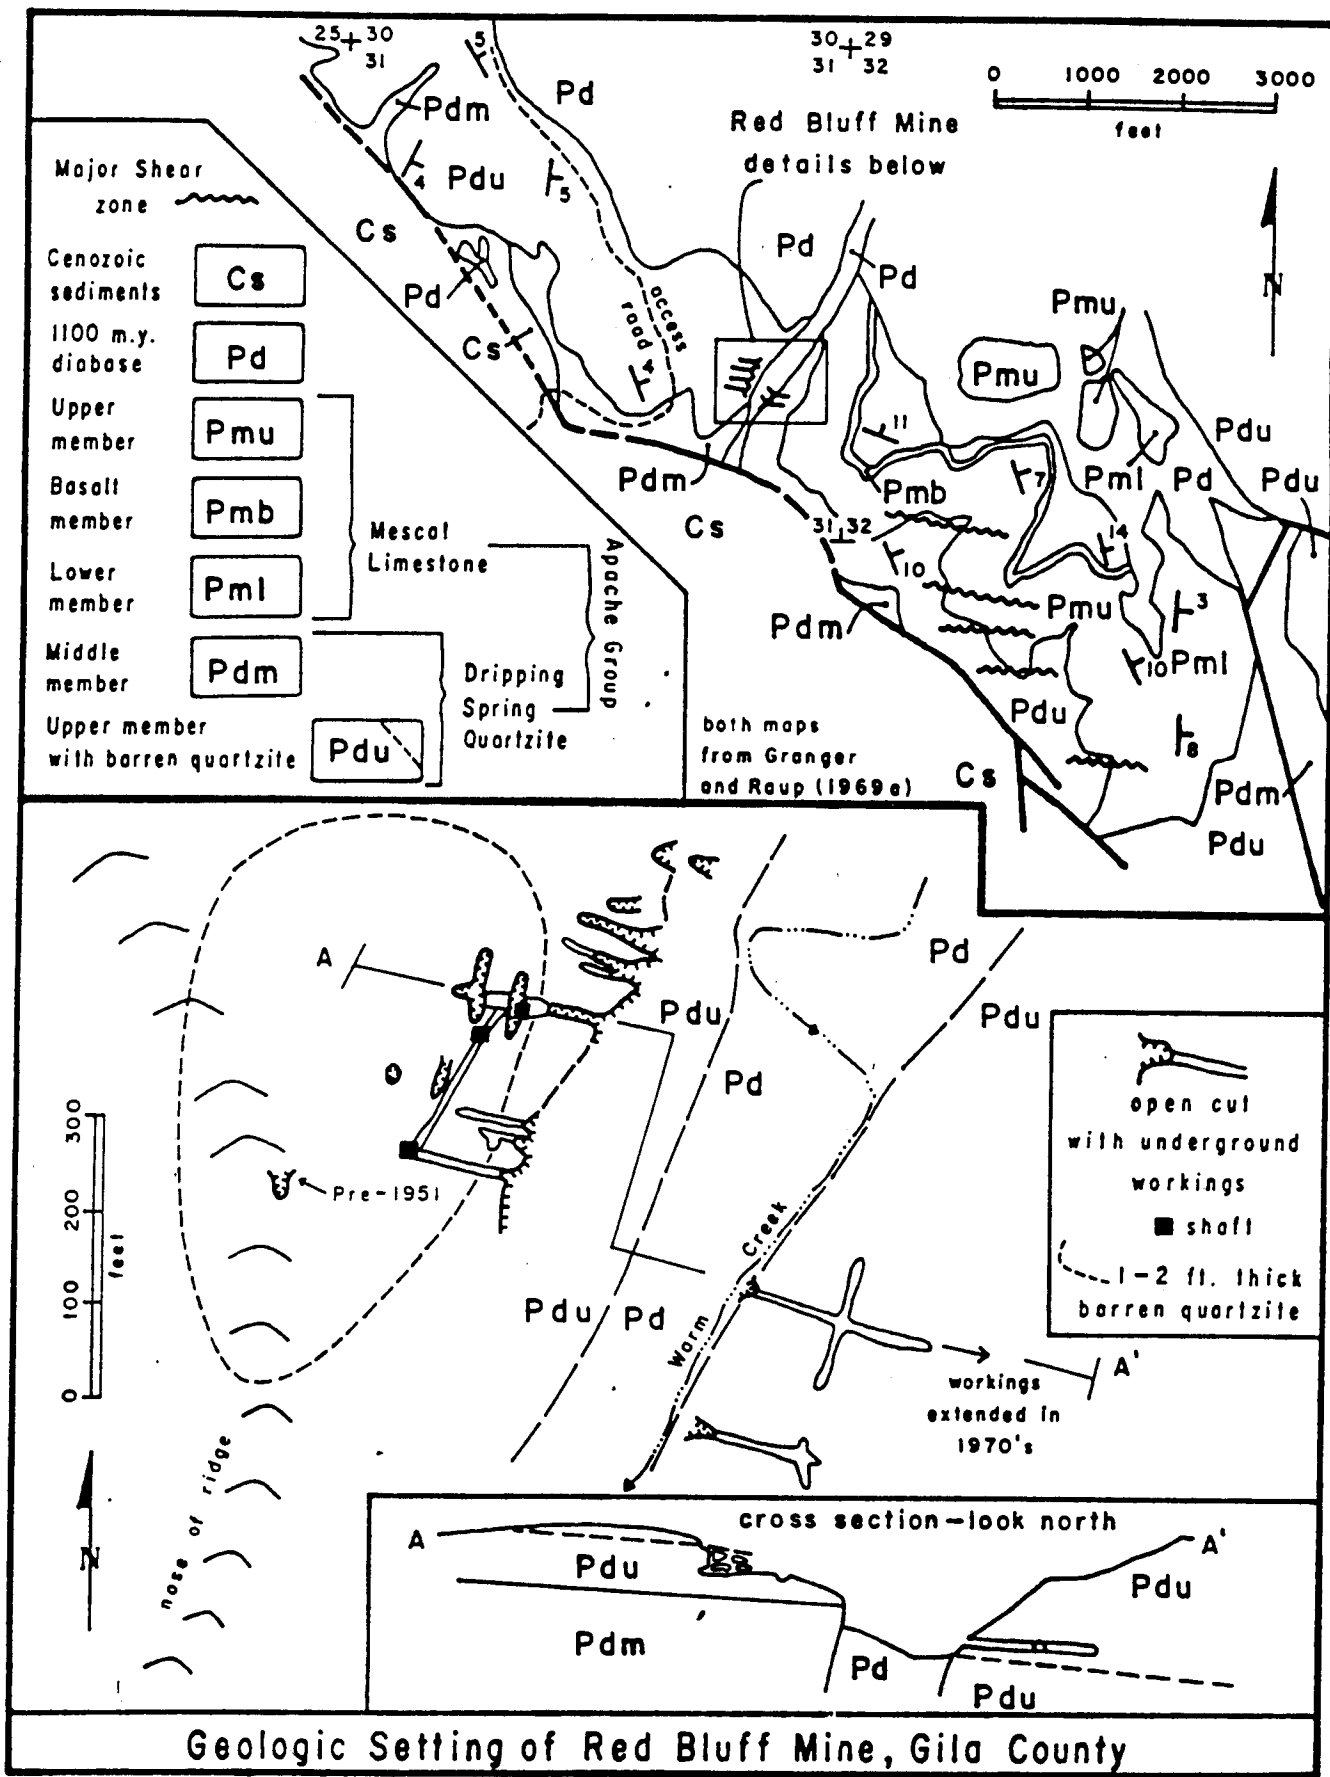 25 30
31
5
30 29
31 32
0 1000 2000 3000
feet
Pd
Pdm
Red Bluff Mine
details below
Major Shear
zone
4
Pdu
5
Cs
Pd
Pd
N
Cenozoic
sediments
Cs
Pd
access
road
4
Pmu
1100 m.y.
diabase
Pd
Cs
Pmu
Upper
member
Pmu
11
Pdu
Pdm
7
Pml
Pd
Pdu
Basalt
member
Pmb
Pmb
Mescal
Limestone
Cs
31 32
14
10
Lower
member
Pml
Apache Group
Pmu
3
Pdm
Middle
member
Pdm
10
Pml
Dripping
Spring
Quartzite
Pdu
Upper member
with barren quartzite
Pdu
both maps
from Granger
and Raup (1969a)
8
Cs
Pdm
Pdu
A
Pd
Pdu
Pdu
Pd
open cut
with underground
workings
shaft
1-2 ft. thick
barren quartzite
300
200
100
0
feet
Pre-1951
Creek
Pdu
Pd
Warm
A'
workings
extended in
1970's
N
nose of ridge
cross section-look north
A
A'
Pdu
Pdu
Pdm
Pd
Pdu
Geologic Setting of Red Bluff Mine, Gila County